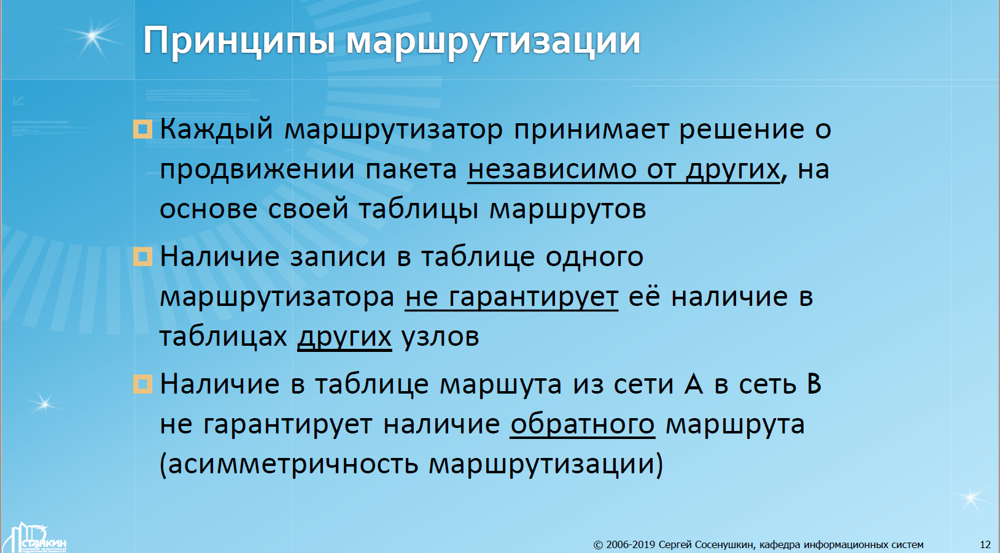 Принципы маршрутизации
Каждый маршрутизатор принимает решение о
продвижении пакета независимо от других, на
основе своей таблицы маршрутов
Наличие записи в таблице одного
маршрутизатора не гарантирует её наличие в
таблицах других узлов
Наличие в таблице маршута из сети А в сеть В
не гарантирует наличие обратного маршрута
(асимметричность маршрутизации)
СТАНКИН
© 2006-2019 Сергей Сосенушкин, кафедра информационных систем
12